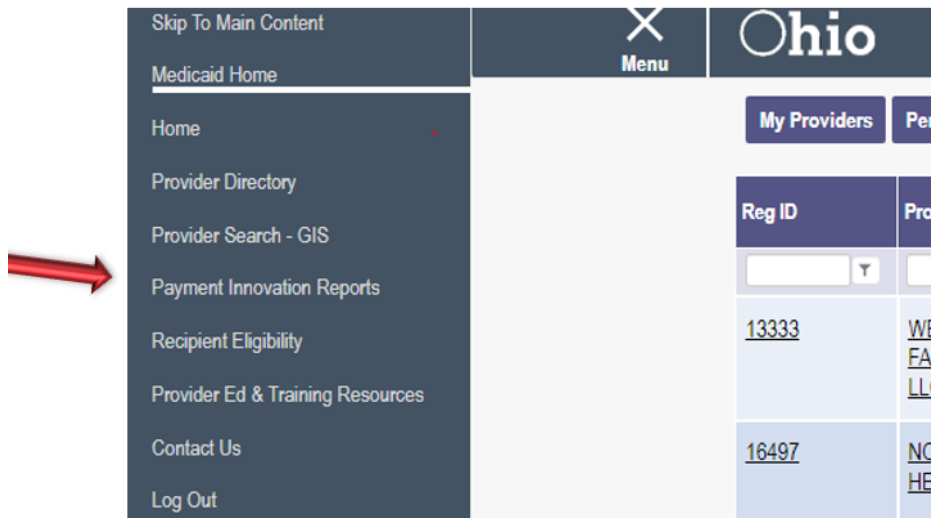 Skip To Main Content
Medicaid Home
Home
Provider Directory
Provider Search - GIS
Payment Innovation Reports
Recipient Eligibility
Provider Ed & Training Resources
Contact Us
Log Out
Menu
Ohio
My Providers
Reg ID
13333
16497